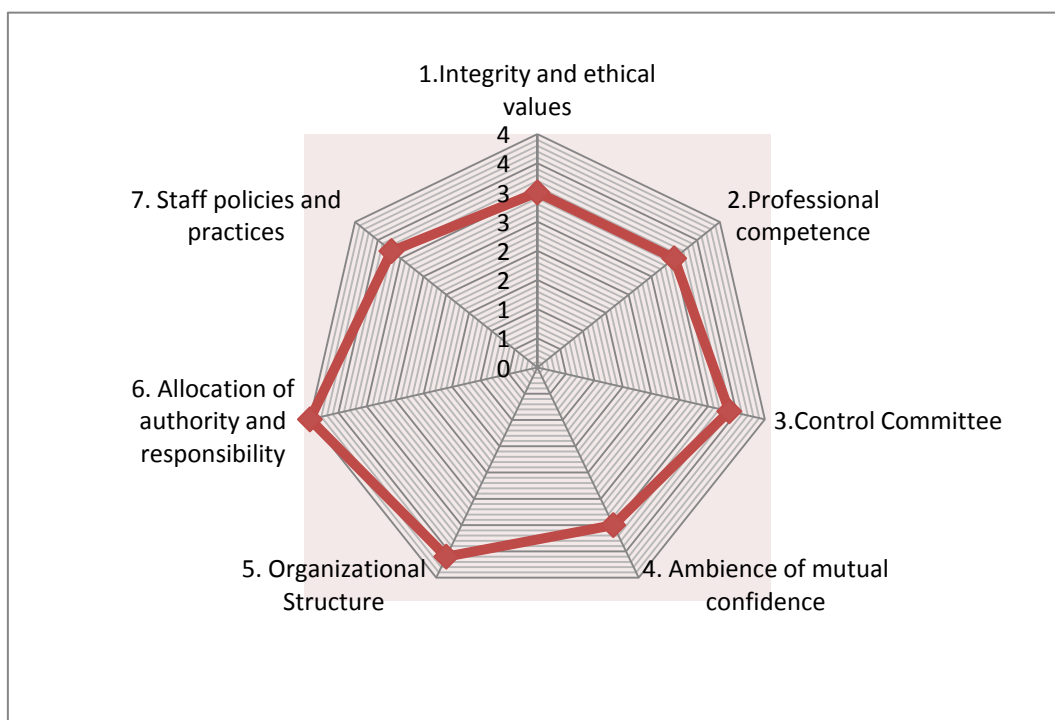 1.Integrity and ethical
values
4
4
3
3
2
2
1
1
0
2.Professional
competence
3.Control Committee
4. Ambience of mutual
confidence
5. Organizational
Structure
6. Allocation of
authority and
responsibility
7. Staff policies and
practices